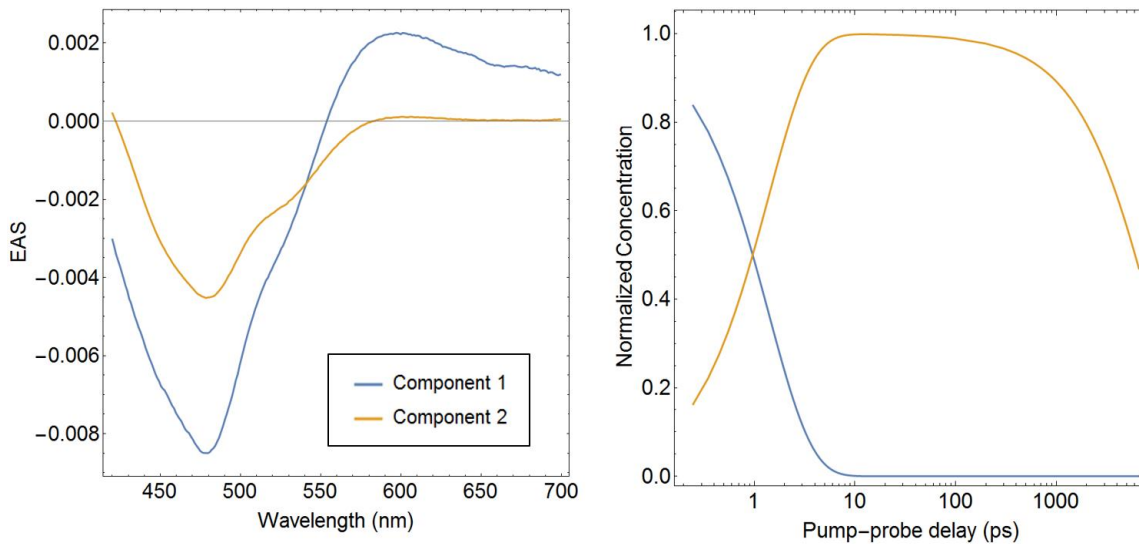 0.002
0.000
−0.002
−0.004
−0.006
−0.008
EAS
450 500 550 600 650 700
Wavelength (nm)
Component 1
Component 2
1.0
0.8
0.6
0.4
0.2
0.0
Normalized Concentration
1 10 100 1000
Pump−probe delay (ps)